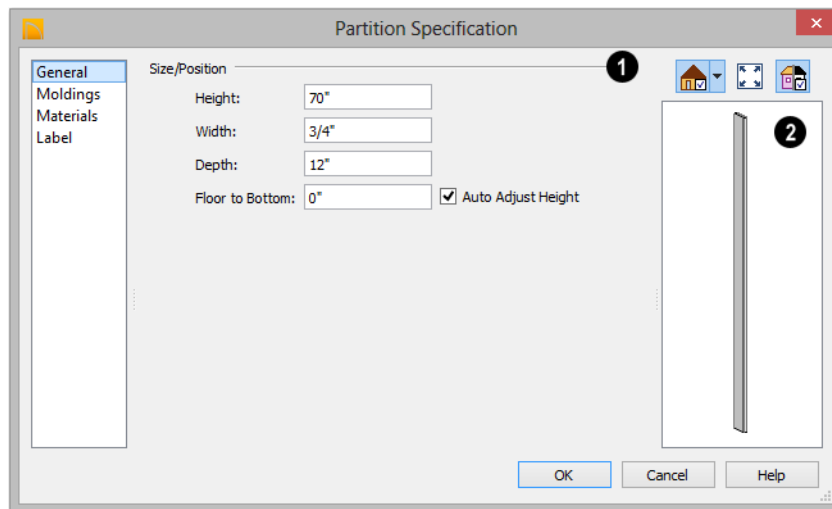 Partition Specification
General
Moldings
Materials
Label
Size/Position
1
Height: 70"
Width: 3/4"
Depth: 12"
Floor to Bottom: 0" Auto Adjust Height
2
OK Cancel Help